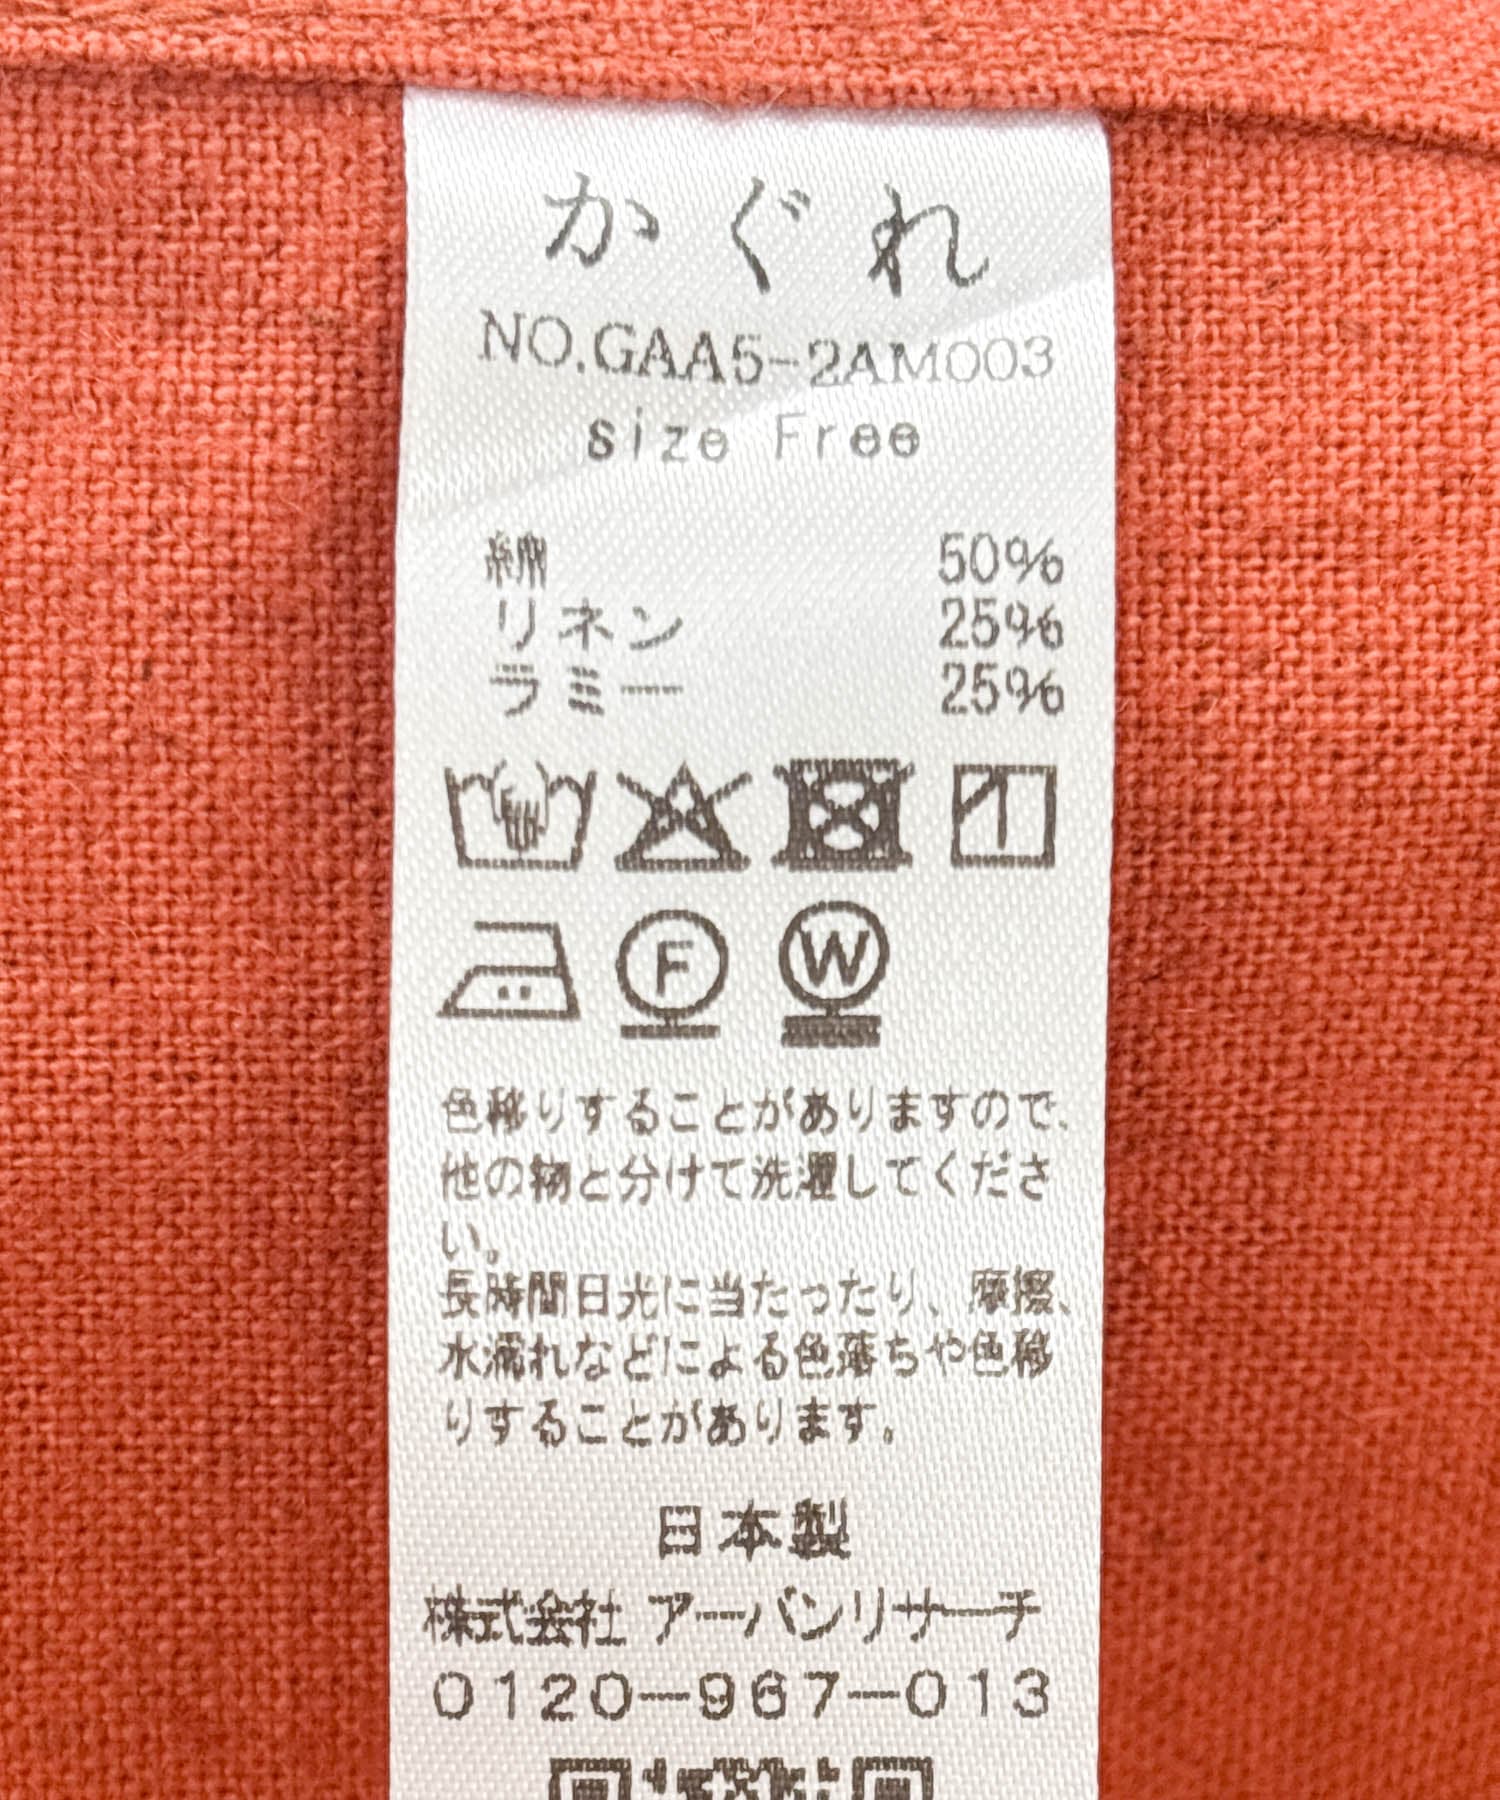 かぐれ
NO.GAA5-2AM003
size Free
綿 50%
リネン 25%
ラミー 25%
F W
色移りすることがありますので、
他の物と分けて洗濯してくださ
い。
長時間日光に当たったり、摩擦、
水濡れなどによる色落ちや色移
りすることがあります。
日本製
株式会社 アーバンリサーチ
0120-967-013